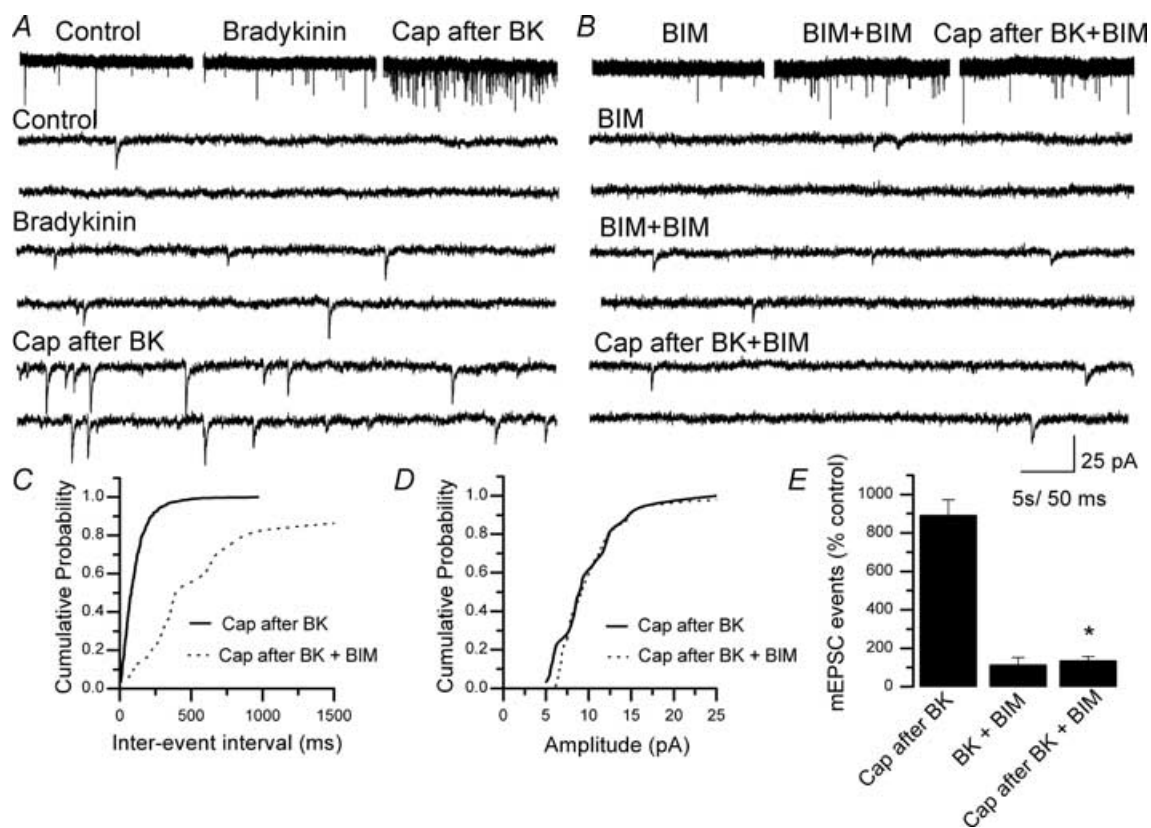 A
Control Bradykinin Cap after BK
Control
Bradykinin
Cap after BK
B
BIM BIM+BIM Cap after BK+BIM
BIM
BIM+BIM
Cap after BK+BIM
25 pA
5s/ 50 ms
C
Cumulative Probability
1.0
0.8
0.6
0.4
0.2
0.0
0 500 1000 1500
Inter-event interval (ms)
Cap after BK
Cap after BK + BIM
D
Cumulative Probability
1.0
0.8
0.6
0.4
0.2
0.0
0 5 10 15 20 25
Amplitude (pA)
Cap after BK
Cap after BK + BIM
E
mEPSC events (% control)
1000
800
600
400
200
0
*
Cap after BK
BK + BIM
Cap after BK + BIM